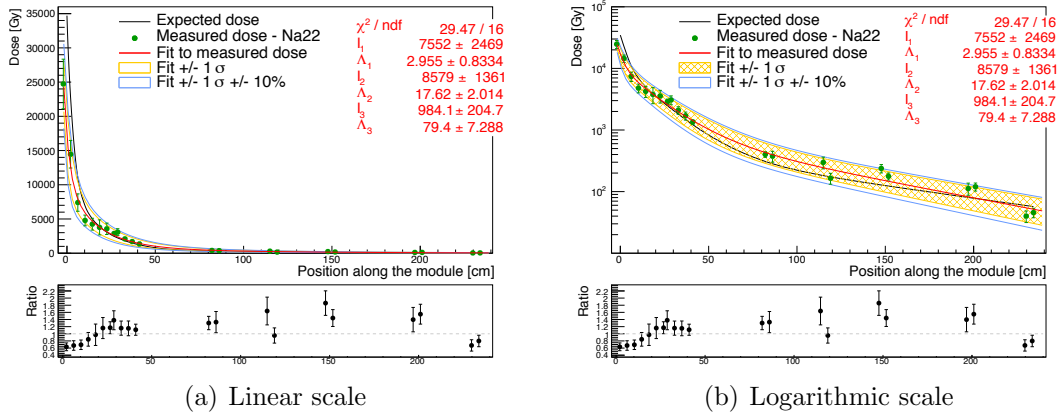 Dose [Gy]
35000
30000
25000
20000
15000
10000
5000
0
Expected dose
Measured dose - Na22
Fit to measured dose
Fit +/- 1 σ
Fit +/- 1 σ +/- 10%
χ² / ndf 29.47 / 16
I₁ 7552 ± 2469
Λ₁ 2.955 ± 0.8334
I₂ 8579 ± 1361
Λ₂ 17.62 ± 2.014
I₃ 984.1 ± 204.7
Λ₃ 79.4 ± 7.288
0 50 100 150 200
Position along the module [cm]
Ratio
2.2
2
1.8
1.6
1.4
1.2
1
0.8
0.6
0.4
0 50 100 150 200
(a) Linear scale
Dose [Gy]
10⁵
10⁴
10³
10²
Expected dose
Measured dose - Na22
Fit to measured dose
Fit +/- 1 σ
Fit +/- 1 σ +/- 10%
χ² / ndf 29.47 / 16
I₁ 7552 ± 2469
Λ₁ 2.955 ± 0.8334
I₂ 8579 ± 1361
Λ₂ 17.62 ± 2.014
I₃ 984.1 ± 204.7
Λ₃ 79.4 ± 7.288
0 50 100 150 200
Position along the module [cm]
Ratio
2.2
2
1.8
1.6
1.4
1.2
1
0.8
0.6
0.4
0 50 100 150 200
(b) Logarithmic scale